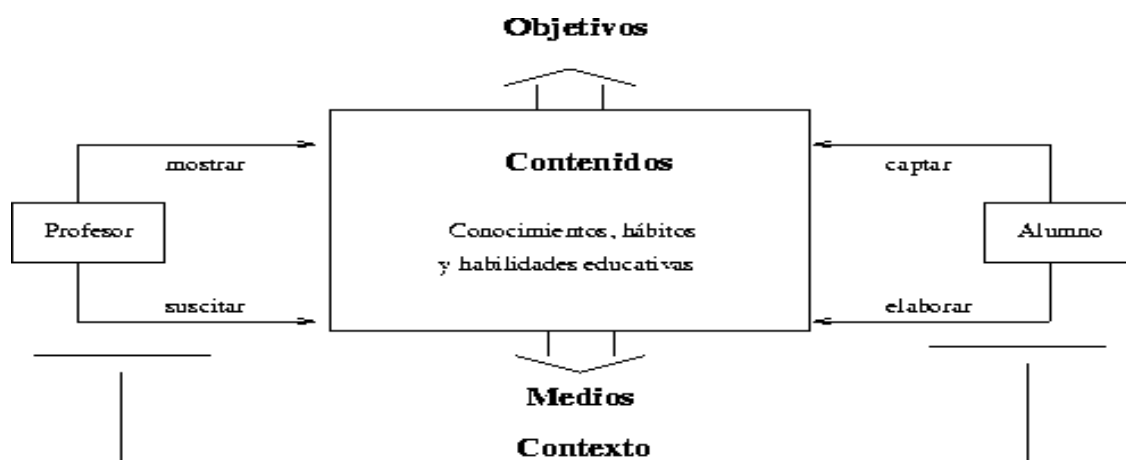 Objetivos
mostrar
Contenidos
captar
Profesor
Conocimientos, hábitos
y habilidades educativas
Alumno
suscitar
elaborar
Medios
Contexto